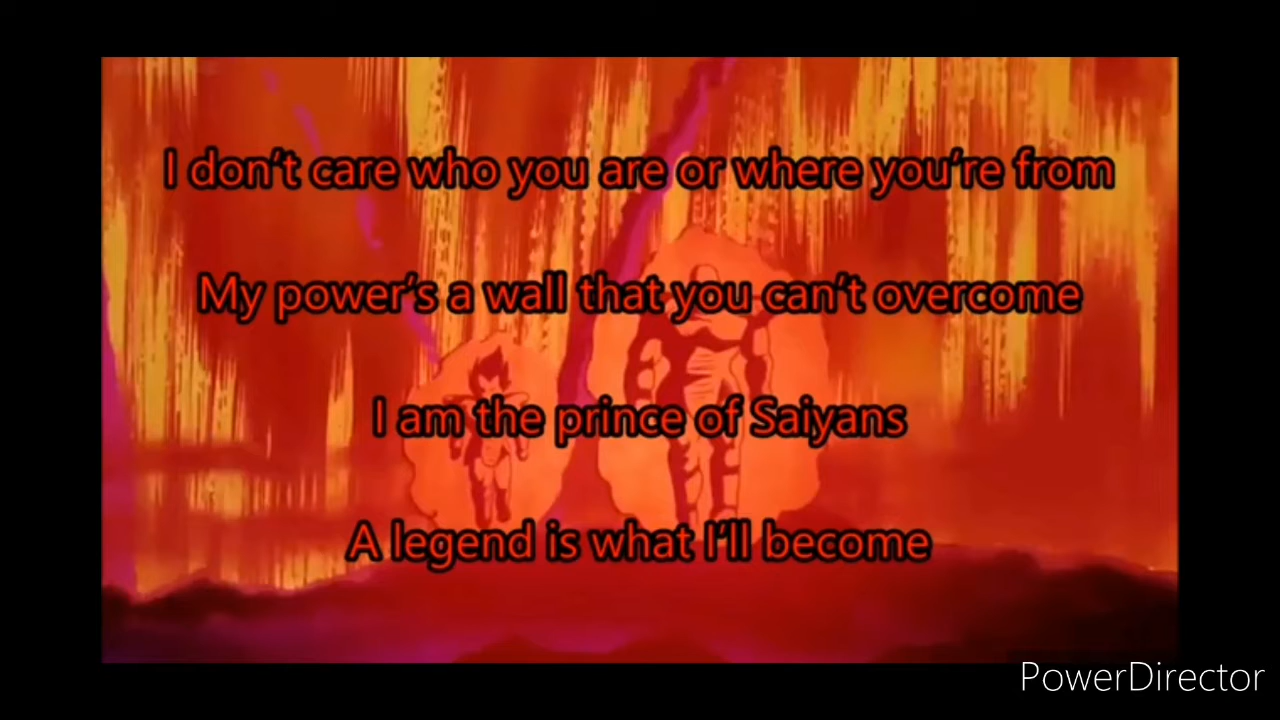 I don't care who you are or where you're from
My power's a wall that you can't overcome
I am the prince of Saiyans
A legend is what I'll become
PowerDirector